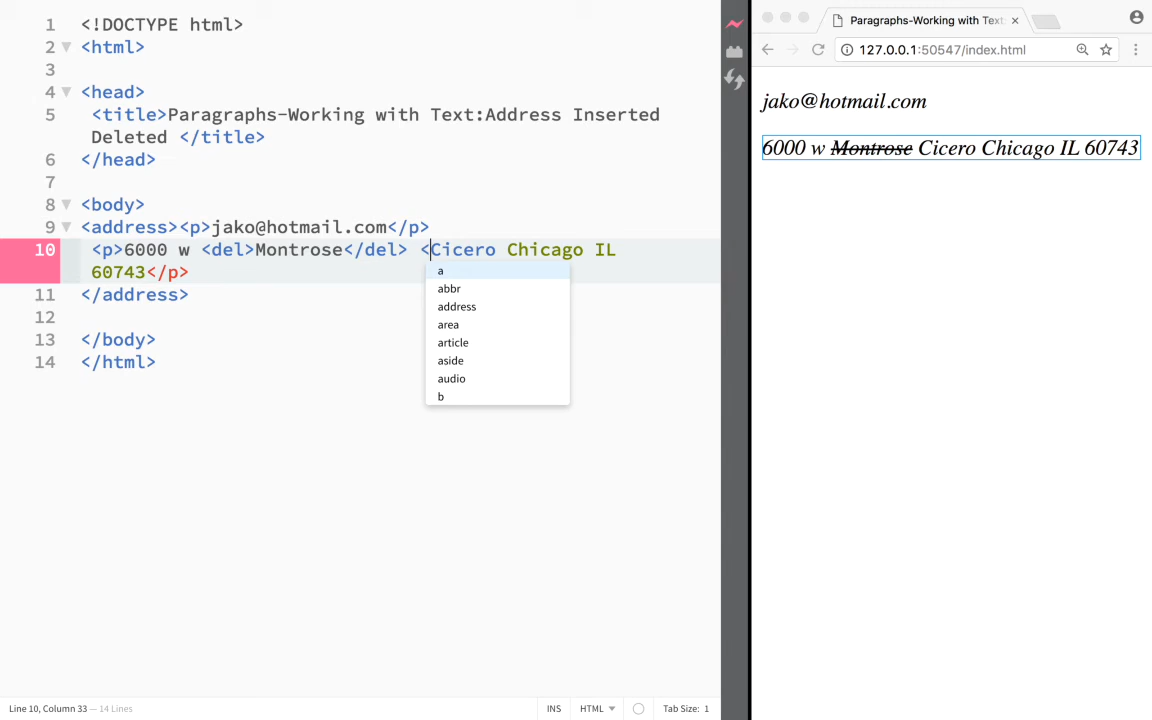 1 <!DOCTYPE html>
2 <html>
3
4 <head>
5 <title>Paragraphs-Working with Text:Address Inserted
Deleted </title>
6 </head>
7
8 <body>
9 <address><p>jako@hotmail.com</p>
10 <p>6000 w <del>Montrose</del> <Cicero Chicago IL
60743</p>
11 </address>
12
13 </body>
14 </html>
a
abbr
address
area
article
aside
audio
b
Line 10, Column 33 — 14 Lines
INS
HTML
Tab Size: 1
Paragraphs-Working with Text:
127.0.0.1:50547/index.html
jako@hotmail.com
6000 w Montrose Cicero Chicago IL 60743